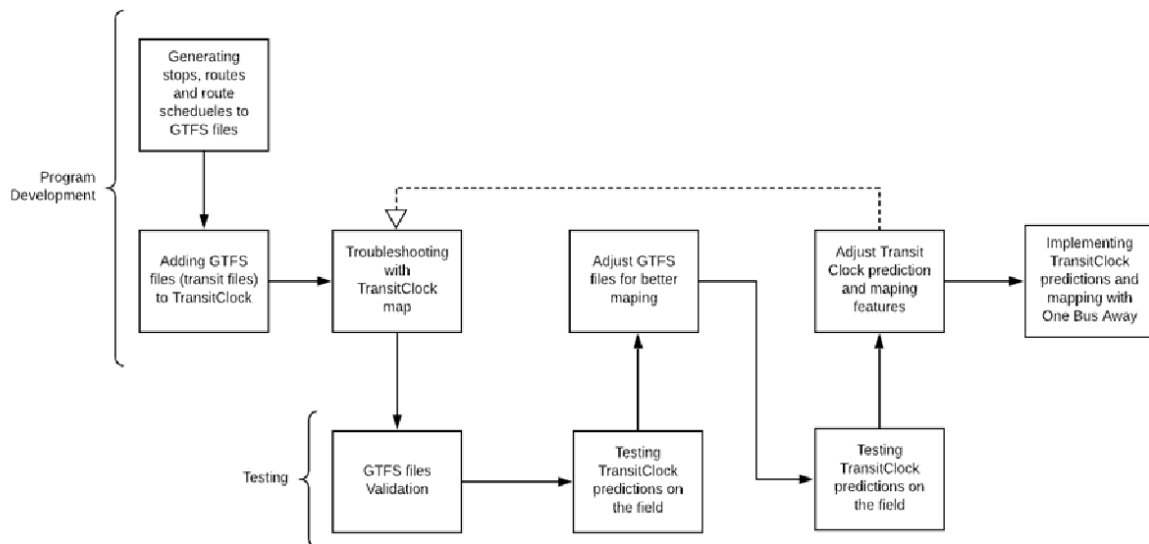 Generating
stops, routes
and route
schedueles to
GTFS files
Program
Development
Adding GTFS
files (transit files)
to TransitClock
Troubleshooting
with
TransitClock
map
Adjust GTFS
files for better
maping
Adjust Transit
Clock prediction
and maping
features
Implementing
TransitClock
predictions and
mapping with
One Bus Away
Testing
GTFS files
Validation
Testing
TransitClock
predictions on
the field
Testing
TransitClock
predictions on
the field